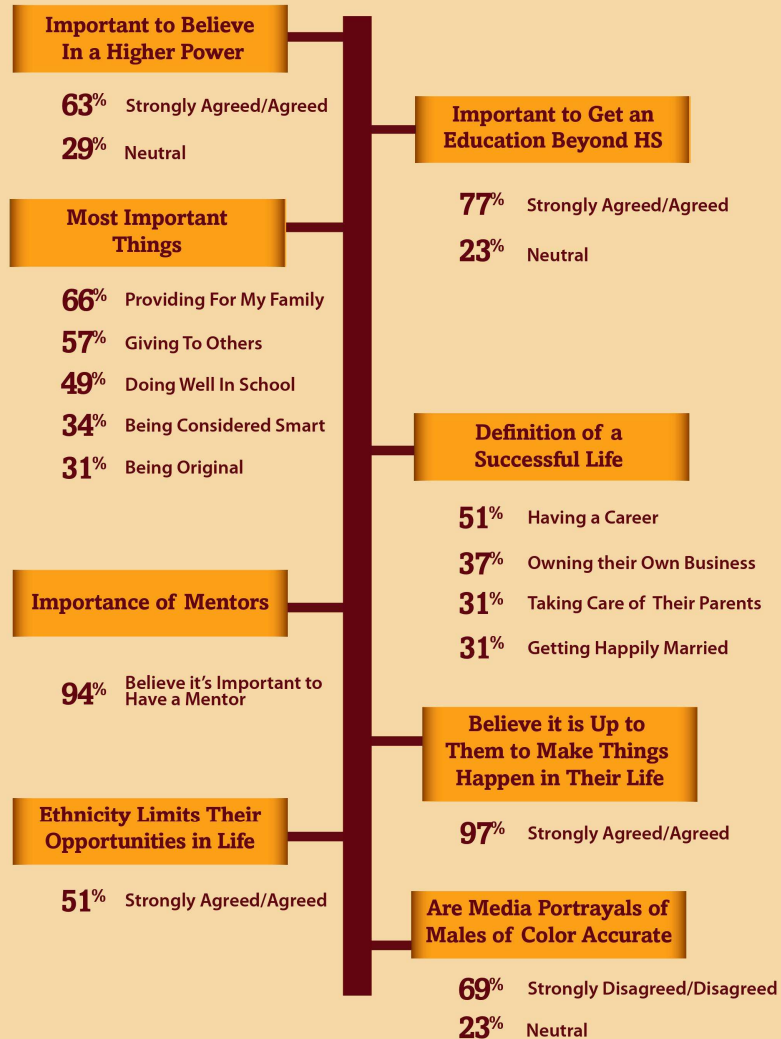 Important to Believe
In a Higher Power
63% Strongly Agreed/Agreed
29% Neutral
Important to Get an
Education Beyond HS
77% Strongly Agreed/Agreed
23% Neutral
Most Important
Things
66% Providing For My Family
57% Giving To Others
49% Doing Well In School
34% Being Considered Smart
31% Being Original
Definition of a
Successful Life
51% Having a Career
37% Owning their Own Business
31% Taking Care of Their Parents
31% Getting Happily Married
Importance of Mentors
94% Believe it's Important to
Have a Mentor
Believe it is Up to
Them to Make Things
Happen in Their Life
97% Strongly Agreed/Agreed
Ethnicity Limits Their
Opportunities in Life
51% Strongly Agreed/Agreed
Are Media Portrayals of
Males of Color Accurate
69% Strongly Disagreed/Disagreed
23% Neutral